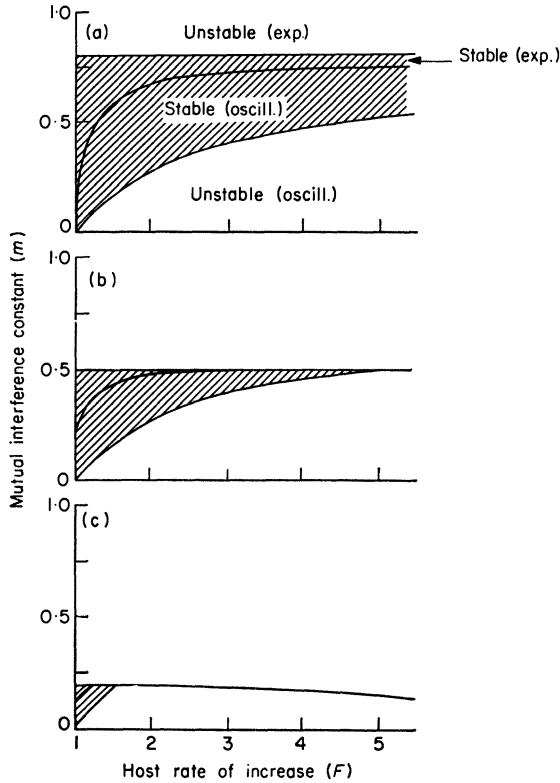 1·0
(a)
Unstable (exp.)
Stable (exp.)
Stable (oscill.)
0·5
Unstable (oscill.)
0
Mutual interference constant (m)
1·0
(b)
0·5
0
1·0
(c)
0·5
0
1 2 3 4 5
Host rate of increase (F)